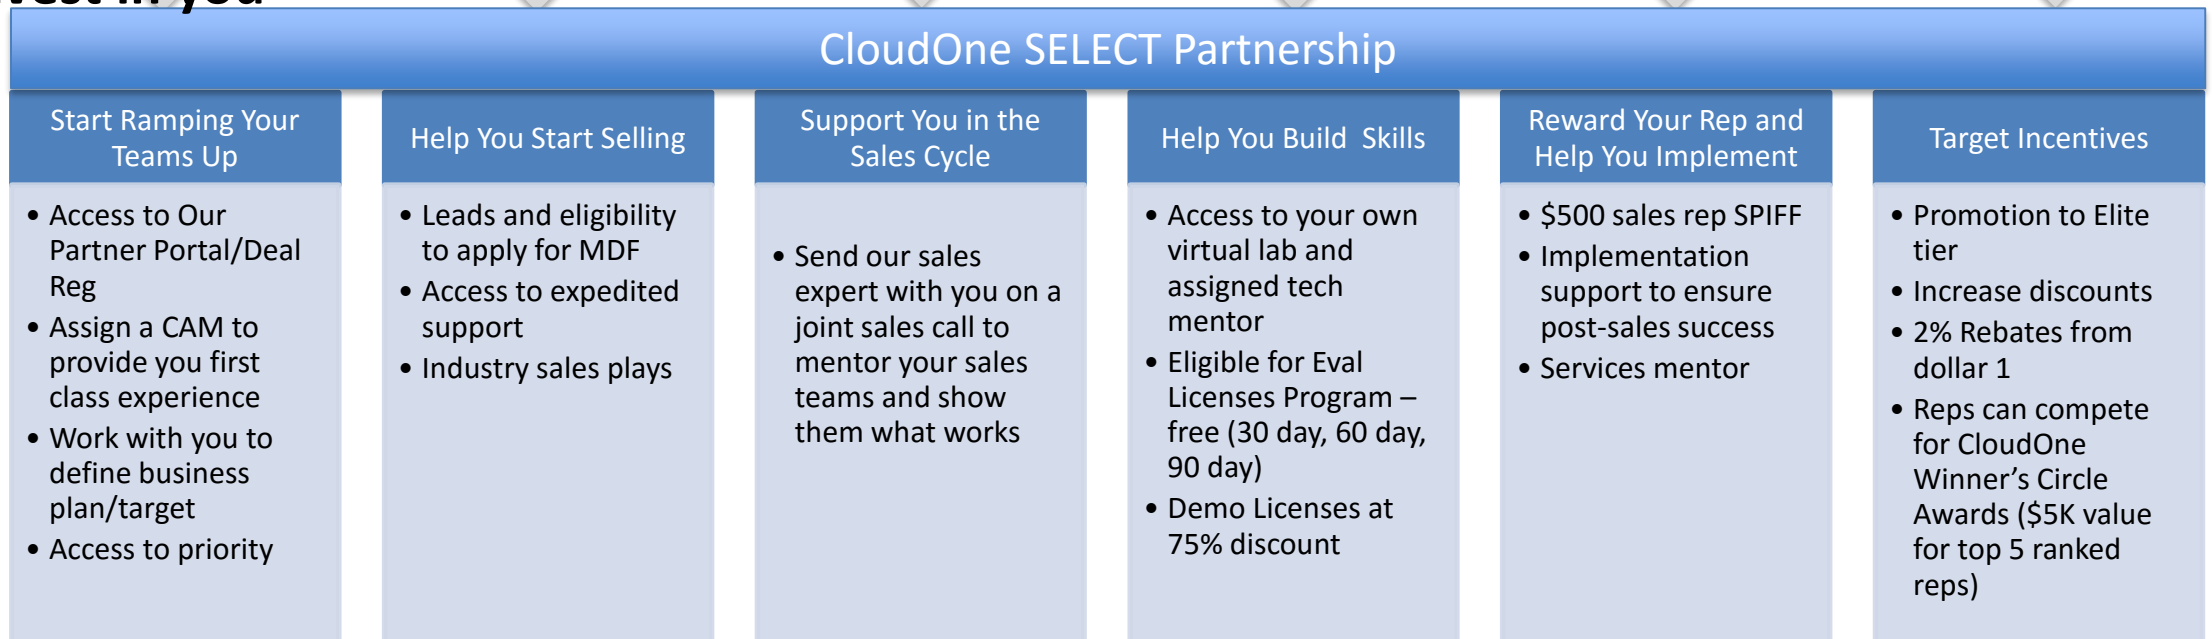 in you
CloudOne SELECT Partnership
Start Ramping Your
Teams Up
• Access to Our
Partner Portal/Deal
Reg
• Assign a CAM to
provide you first
class experience
• Work with you to
define business
plan/target
• Access to priority
Help You Start Selling
• Leads and eligibility
to apply for MDF
• Access to expedited
support
• Industry sales plays
Support You in the
Sales Cycle
• Send our sales
expert with you on a
joint sales call to
mentor your sales
teams and show
them what works
Help You Build  Skills
• Access to your own
virtual lab and
assigned tech
mentor
• Eligible for Eval
Licenses Program –
free (30 day, 60 day,
90 day)
• Demo Licenses at
75% discount
Reward Your Rep and
Help You Implement
• $500 sales rep SPIFF
• Implementation
support to ensure
post-sales success
• Services mentor
Target Incentives
• Promotion to Elite
tier
• Increase discounts
• 2% Rebates from
dollar 1
• Reps can compete
for CloudOne
Winner’s Circle
Awards ($5K value
for top 5 ranked
reps)